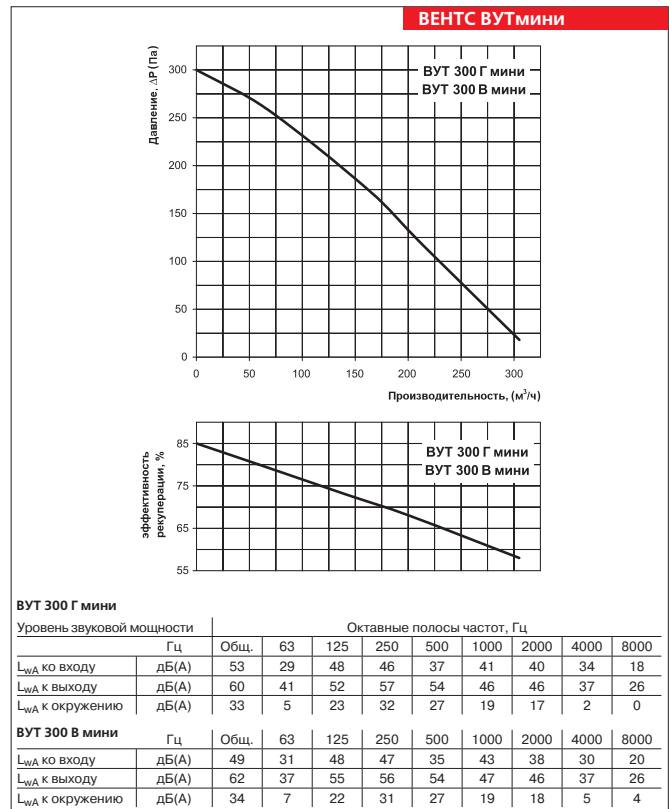 ВЕНТС ВУТмини
Давление, ΔP (Па)
ВУТ 300 Г мини
ВУТ 300 В мини
300
250
200
150
100
50
0
0 50 100 150 200 250 300
Производительность, (м³/ч)
эффективность
рекуперации, %
ВУТ 300 Г мини
ВУТ 300 В мини
85
75
65
55
ВУТ 300 Г мини
Уровень звуковой мощности Октавные полосы частот, Гц
Гц Общ. 63 125 250 500 1000 2000 4000 8000
LwA ко входу дБ(А) 53 29 48 46 37 41 40 34 18
LwA к выходу дБ(А) 60 41 52 57 54 46 46 37 26
LwA к окружению дБ(А) 33 5 23 32 27 19 17 2 0
ВУТ 300 В мини
Гц Общ. 63 125 250 500 1000 2000 4000 8000
LwA ко входу дБ(А) 49 31 48 47 35 43 38 30 20
LwA к выходу дБ(А) 62 37 55 56 54 47 46 37 26
LwA к окружению дБ(А) 34 7 22 31 27 19 18 5 4